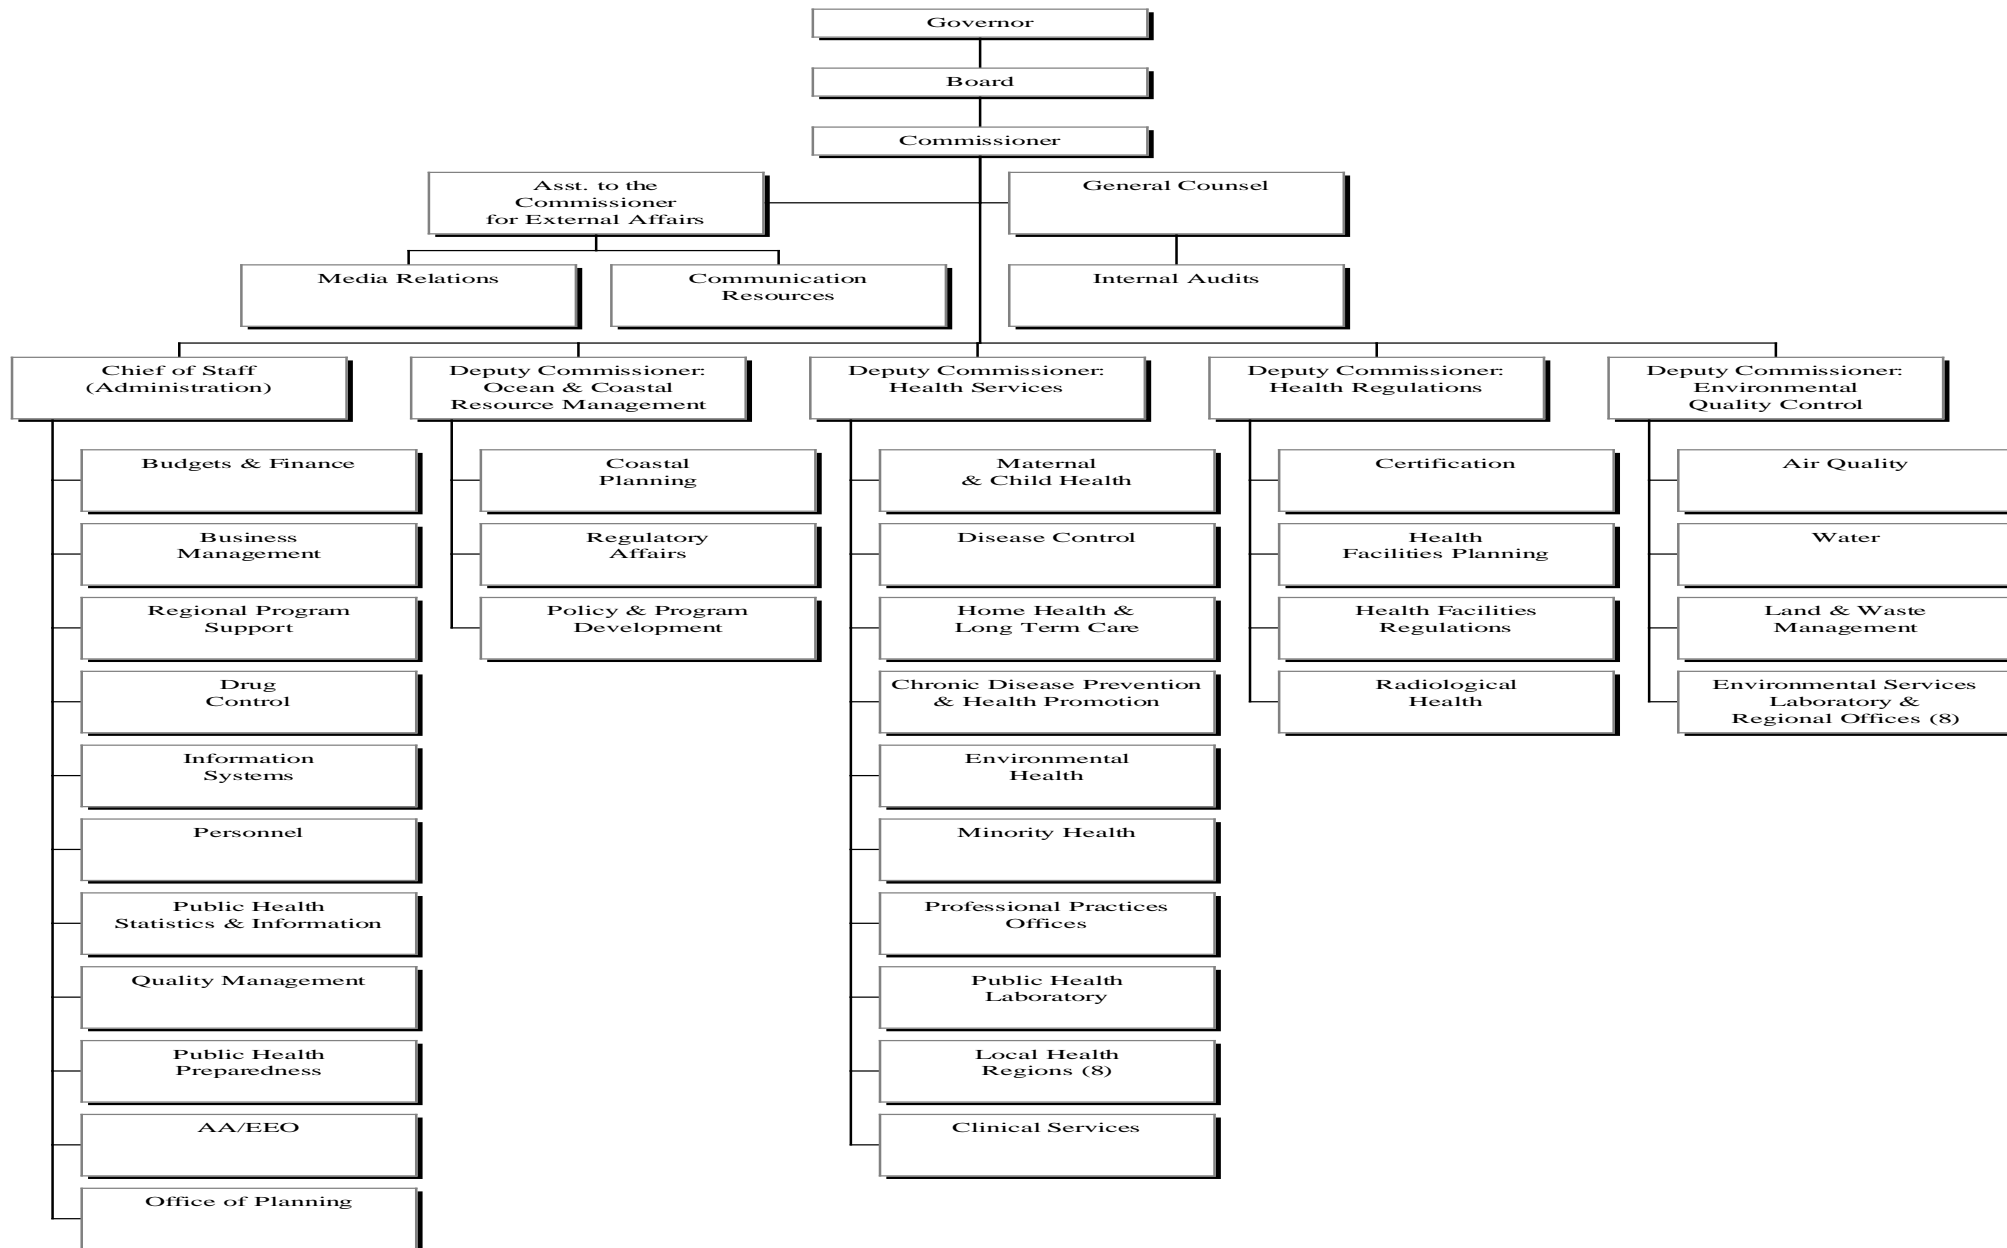 Governor
Board
Commissioner
Asst. to the
Commissioner
for External Affairs
General Counsel
Media Relations
Communication
Resources
Internal Audits
Chief of Staff
(Administration)
Deputy Commissioner:
Ocean & Coastal
Resource Management
Deputy Commissioner:
Health Services
Deputy Commissioner:
Health Regulations
Deputy Commissioner:
Environmental
Quality Control
Budgets & Finance
Business
Management
Regional Program
Support
Drug
Control
Information
Systems
Personnel
Public Health
Statistics & Information
Quality Management
Public Health
Preparedness
AA/EEO
Office of Planning
Coastal
Planning
Regulatory
Affairs
Policy & Program
Development
Maternal
& Child Health
Disease Control
Home Health &
Long Term Care
Chronic Disease Prevention
& Health Promotion
Environmental
Health
Minority Health
Professional Practices
Offices
Public Health
Laboratory
Local Health
Regions (8)
Clinical Services
Certification
Health
Facilities Planning
Health Facilities
Regulations
Radiological
Health
Air Quality
Water
Land & Waste
Management
Environmental Services
Laboratory &
Regional Offices (8)